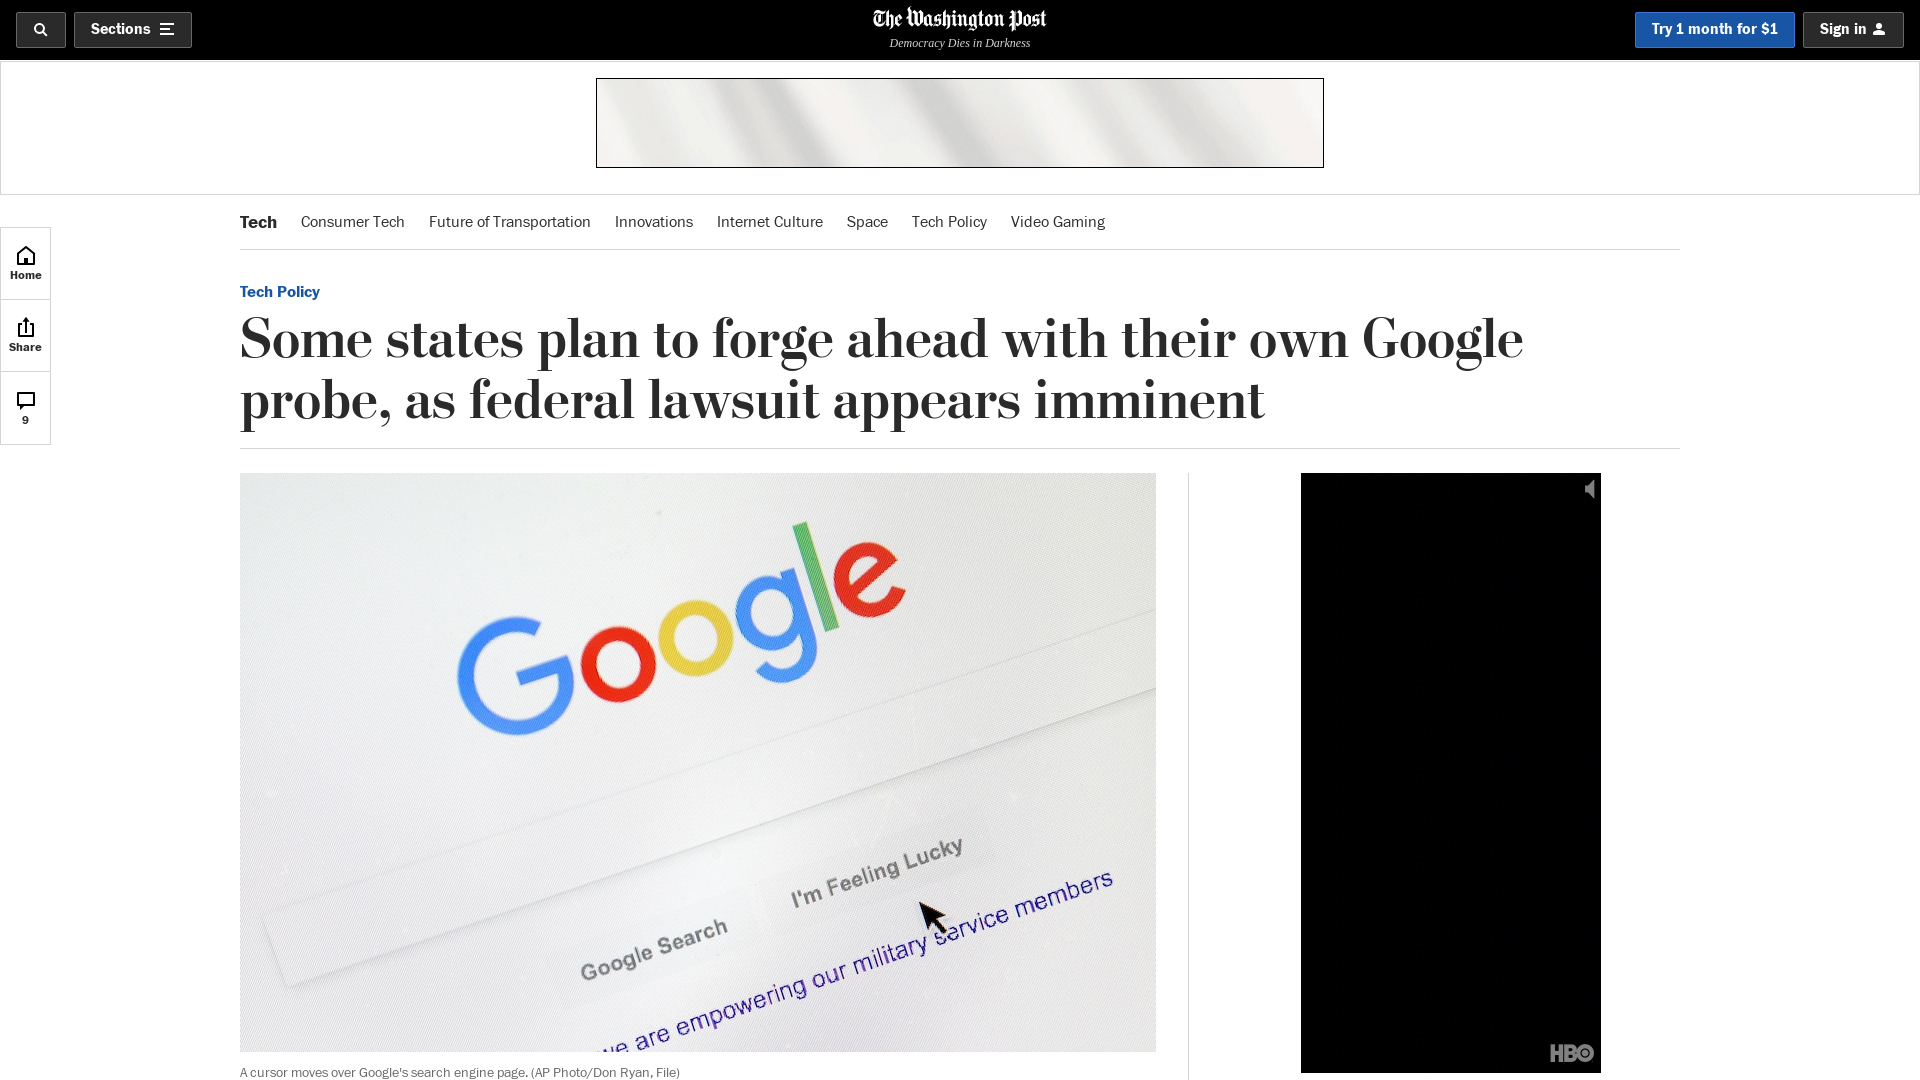 Sections
The Washington Post
Democracy Dies in Darkness
Try 1 month for $1
Sign in
Tech
Consumer Tech
Future of Transportation
Innovations
Internet Culture
Space
Tech Policy
Video Gaming
Home
Share
9
Tech Policy
Some states plan to forge ahead with their own Google
probe, as federal lawsuit appears imminent
Google
I'm Feeling Lucky
Google Search
we are empowering our military service members
HBO
A cursor moves over Google's search engine page. (AP Photo/Don Ryan, File)